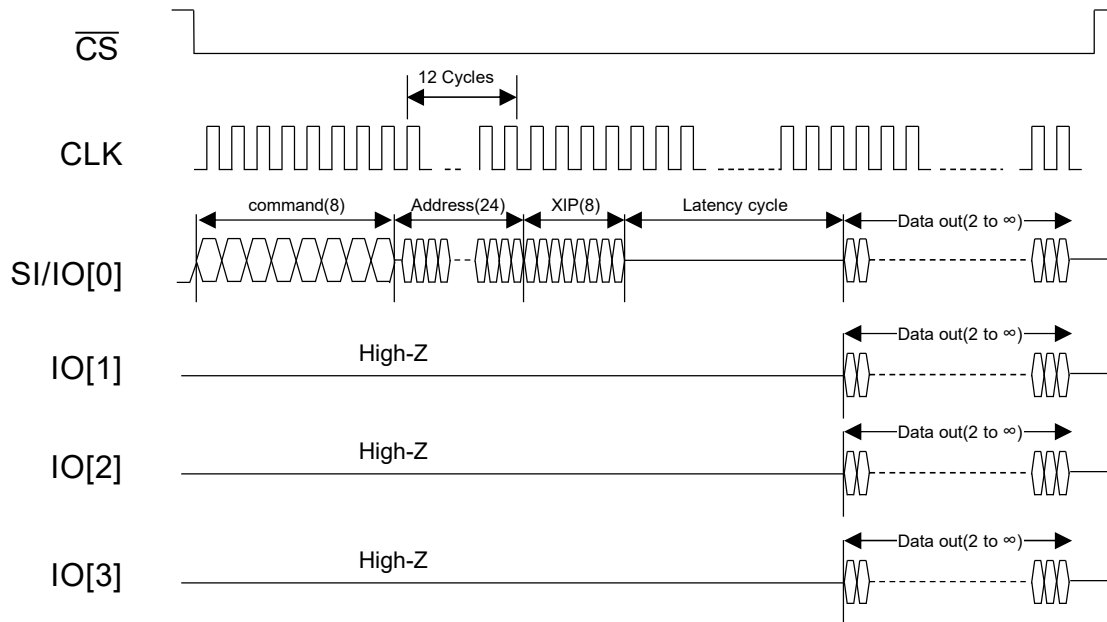 CS
12 Cycles
CLK
command(8) Address(24) XIP(8) Latency cycle Data out(2 to ∞)
SI/IO[0]
Data out(2 to ∞)
High-Z
IO[1]
Data out(2 to ∞)
High-Z
IO[2]
Data out(2 to ∞)
High-Z
IO[3]